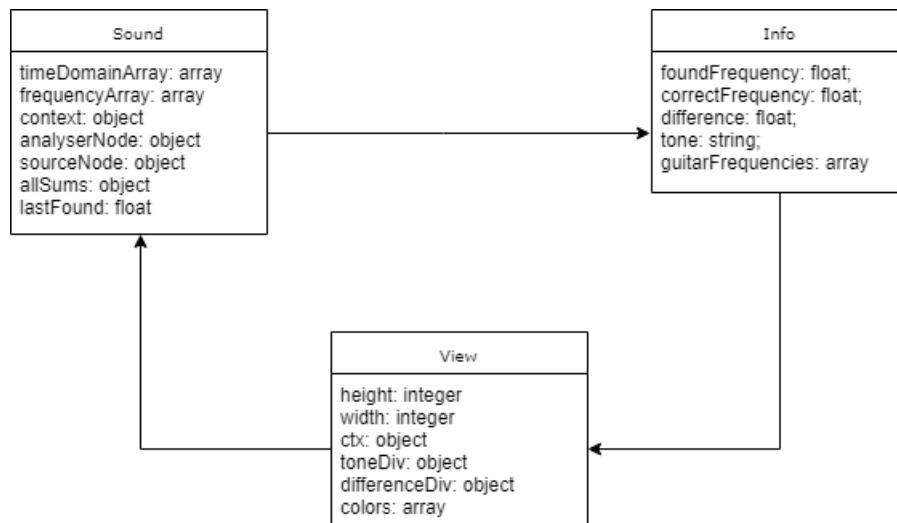 Sound
timeDomainArray: array
frequencyArray: array
context: object
analyserNode: object
sourceNode: object
allSums: object
lastFound: float
Info
foundFrequency: float;
correctFrequency: float;
difference: float;
tone: string;
guitarFrequencies: array
View
height: integer
width: integer
ctx: object
toneDiv: object
differenceDiv: object
colors: array